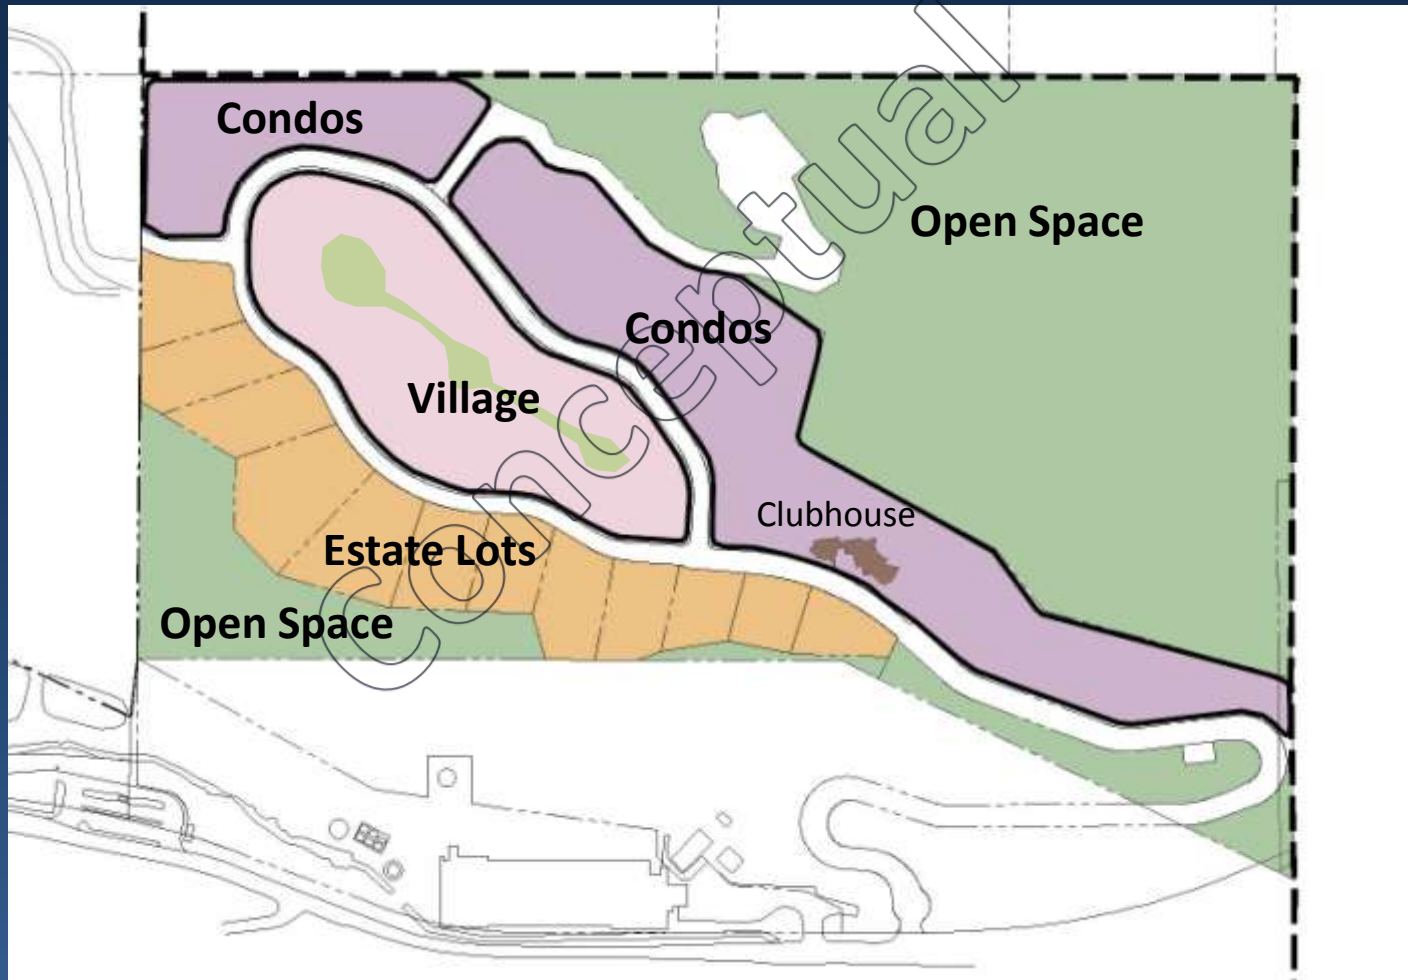 Condos
Open Space
Condos
Village
Clubhouse
Estate Lots
Open Space
conceptual